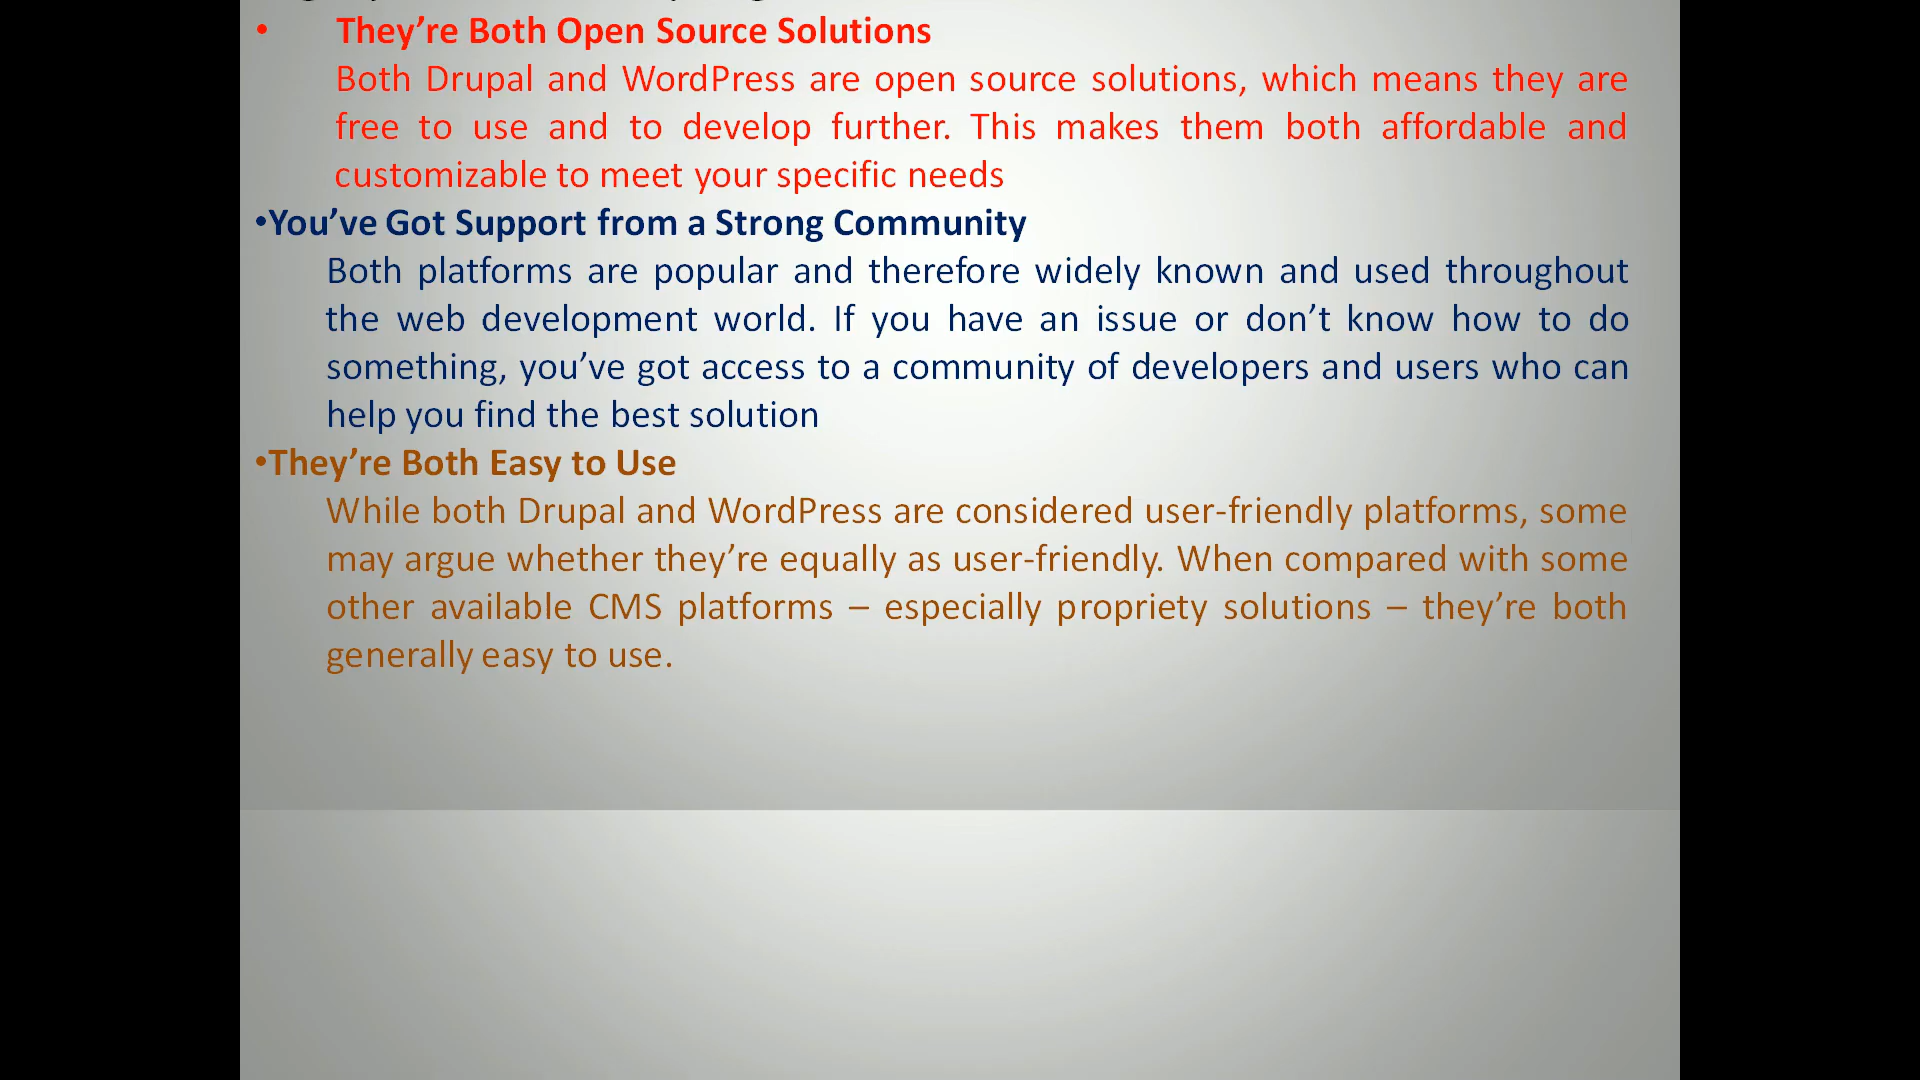 • They’re Both Open Source Solutions
Both Drupal and WordPress are open source solutions, which means they are
free to use and to develop further. This makes them both affordable and
customizable to meet your specific needs
•You’ve Got Support from a Strong Community
Both platforms are popular and therefore widely known and used throughout
the web development world. If you have an issue or don’t know how to do
something, you’ve got access to a community of developers and users who can
help you find the best solution
•They’re Both Easy to Use
While both Drupal and WordPress are considered user-friendly platforms, some
may argue whether they’re equally as user-friendly. When compared with some
other available CMS platforms – especially propriety solutions – they’re both
generally easy to use.